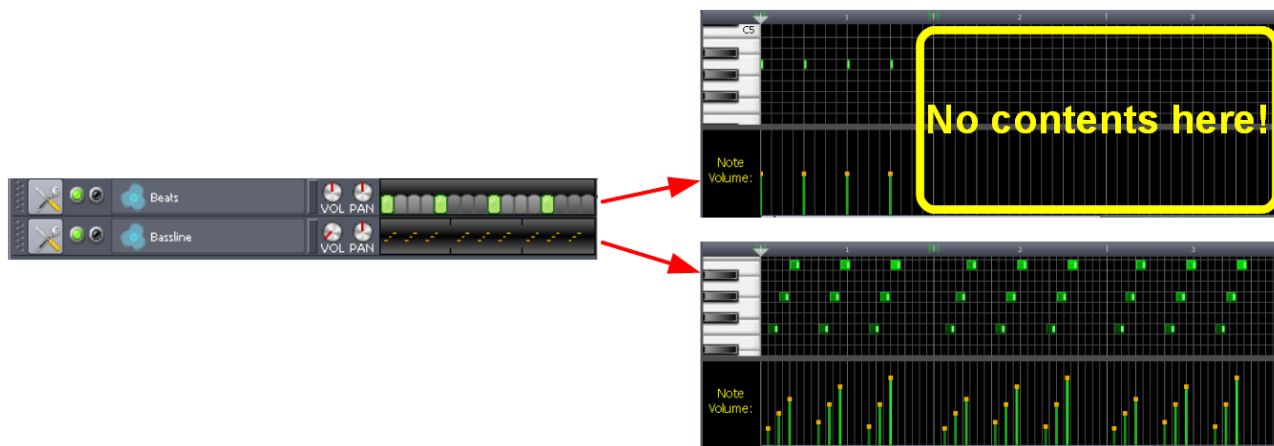 1 2 3
C5
No contents here!
Note
Volume:
Beats
VOL PAN
Bassline
VOL PAN
1 2 3
Note
Volume: